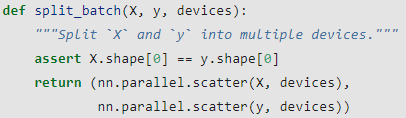 def split_batch(X, y, devices):
    """Split `X` and `y` into multiple devices."""
    assert X.shape[0] == y.shape[0]
    return (nn.parallel.scatter(X, devices),
            nn.parallel.scatter(y, devices))